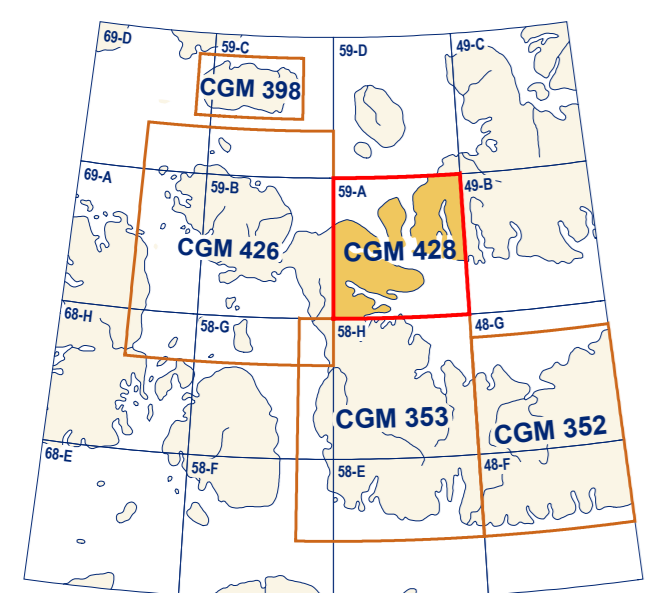 69-D
59-C
59-D
49-C
CGM 398
69-A
59-B
59-A
49-B
CGM 426
CGM 428
68-H
58-G
58-H
48-G
CGM 353
CGM 352
68-E
58-F
58-E
48-F